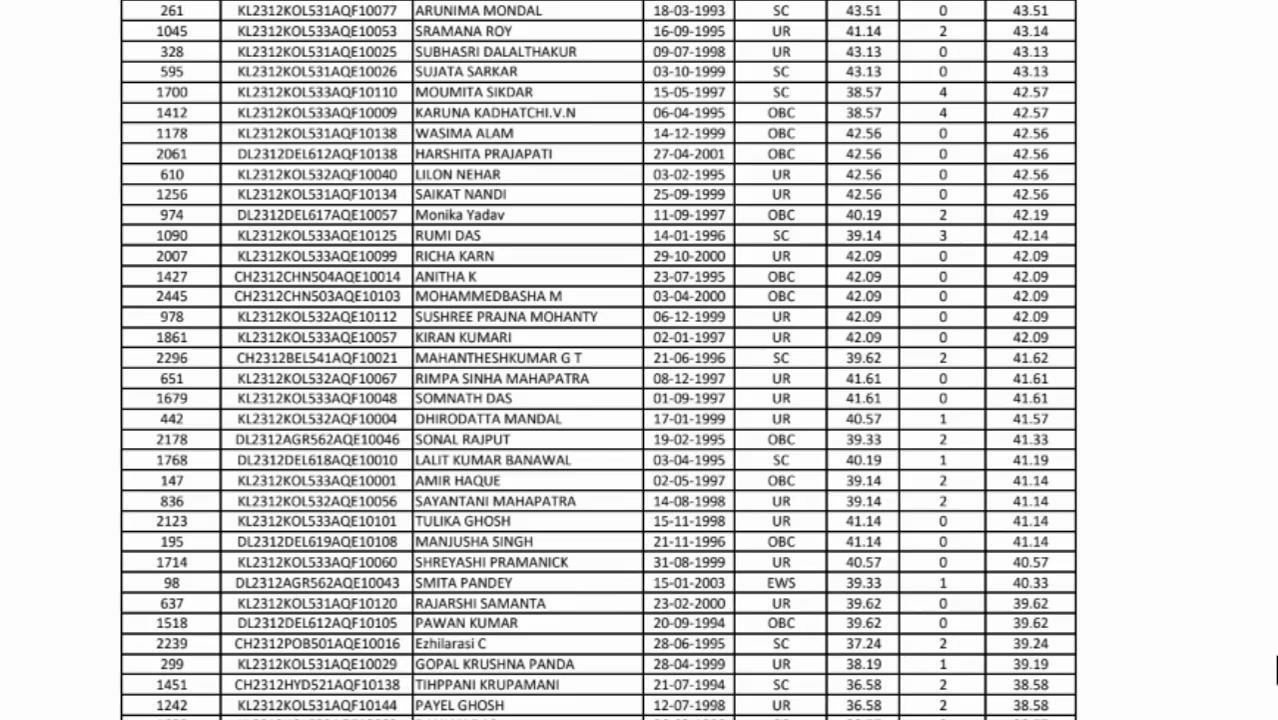 261 KL2312KOL531AQF10077 ARUNIMA MONDAL 18-03-1993 SC 43.51 0 43.51
1045 KL2312KOL533AQE10053 SRAMANA ROY 16-09-1995 UR 41.14 2 43.14
328 KL2312KOL531AQE10025 SUBHASRI DALALTHAKUR 09-07-1998 UR 43.13 0 43.13
595 KL2312KOL531AQE10026 SUJATA SARKAR 03-10-1999 SC 43.13 0 43.13
1700 KL2312KOL533AQF10110 MOUMITA SIKDAR 15-05-1997 SC 38.57 4 42.57
1412 KL2312KOL533AQF10009 KARUNA KADHATCHI.V.N 06-04-1995 OBC 38.57 4 42.57
1178 KL2312KOL531AQF10138 WASIMA ALAM 14-12-1999 OBC 42.56 0 42.56
2061 DL2312DEL612AQF10138 HARSHITA PRAJAPATI 27-04-2001 OBC 42.56 0 42.56
610 KL2312KOL532AQF10040 LILON NEHAR 03-02-1995 UR 42.56 0 42.56
1256 KL2312KOL531AQF10134 SAIKAT NANDI 25-09-1999 UR 42.56 0 42.56
974 DL2312DEL617AQE10057 Monika Yadav 11-09-1997 OBC 40.19 2 42.19
1090 KL2312KOL533AQE10125 RUMI DAS 14-01-1996 SC 39.14 3 42.14
2007 KL2312KOL533AQE10099 RICHA KARN 29-10-2000 UR 42.09 0 42.09
1427 CH2312CHN504AQE10014 ANITHA K 23-07-1995 OBC 42.09 0 42.09
2445 CH2312CHN503AQE10103 MOHAMMEDBASHA M 03-04-2000 OBC 42.09 0 42.09
978 KL2312KOL532AQE10112 SUSHREE PRAJNA MOHANTY 06-12-1999 UR 42.09 0 42.09
1861 KL2312KOL533AQE10057 KIRAN KUMARI 02-01-1997 UR 42.09 0 42.09
2296 CH2312BEL541AQF10021 MAHANTHESHKUMAR G T 21-06-1996 SC 39.62 2 41.62
651 KL2312KOL532AQF10067 RIMPA SINHA MAHAPATRA 08-12-1997 UR 41.61 0 41.61
1679 KL2312KOL533AQF10048 SOMNATH DAS 01-09-1997 UR 41.61 0 41.61
442 KL2312KOL532AQF10004 DHIRODATTA MANDAL 17-01-1999 UR 40.57 1 41.57
2178 DL2312AGR562AQE10046 SONAL RAJPUT 19-02-1995 OBC 39.33 2 41.33
1768 DL2312DEL618AQE10010 LALIT KUMAR BANAWAL 03-04-1995 SC 40.19 1 41.19
147 KL2312KOL533AQE10001 AMIR HAQUE 02-05-1997 OBC 39.14 2 41.14
836 KL2312KOL532AQE10056 SAYANTANI MAHAPATRA 14-08-1998 UR 39.14 2 41.14
2123 KL2312KOL533AQE10101 TULIKA GHOSH 15-11-1998 UR 41.14 0 41.14
195 DL2312DEL619AQE10108 MANJUSHA SINGH 21-11-1996 OBC 41.14 0 41.14
1714 KL2312KOL533AQF10060 SHREYASHI PRAMANICK 31-08-1999 UR 40.57 0 40.57
98 DL2312AGR562AQE10043 SMITA PANDEY 15-01-2003 EWS 39.33 1 40.33
637 KL2312KOL531AQF10120 RAJARSHI SAMANTA 23-02-2000 UR 39.62 0 39.62
1518 DL2312DEL612AQF10105 PAWAN KUMAR 20-09-1994 OBC 39.62 0 39.62
2239 CH2312POB501AQE10016 Ezhilarasi C 28-06-1995 SC 37.24 2 39.24
299 KL2312KOL531AQE10029 GOPAL KRUSHNA PANDA 28-04-1999 UR 38.19 1 39.19
1451 CH2312HYD521AQF10138 TIHPPANI KRUPAMANI 21-07-1994 SC 36.58 2 38.58
1242 KL2312KOL531AQF10144 PAYEL GHOSH 12-07-1998 UR 36.58 2 38.58